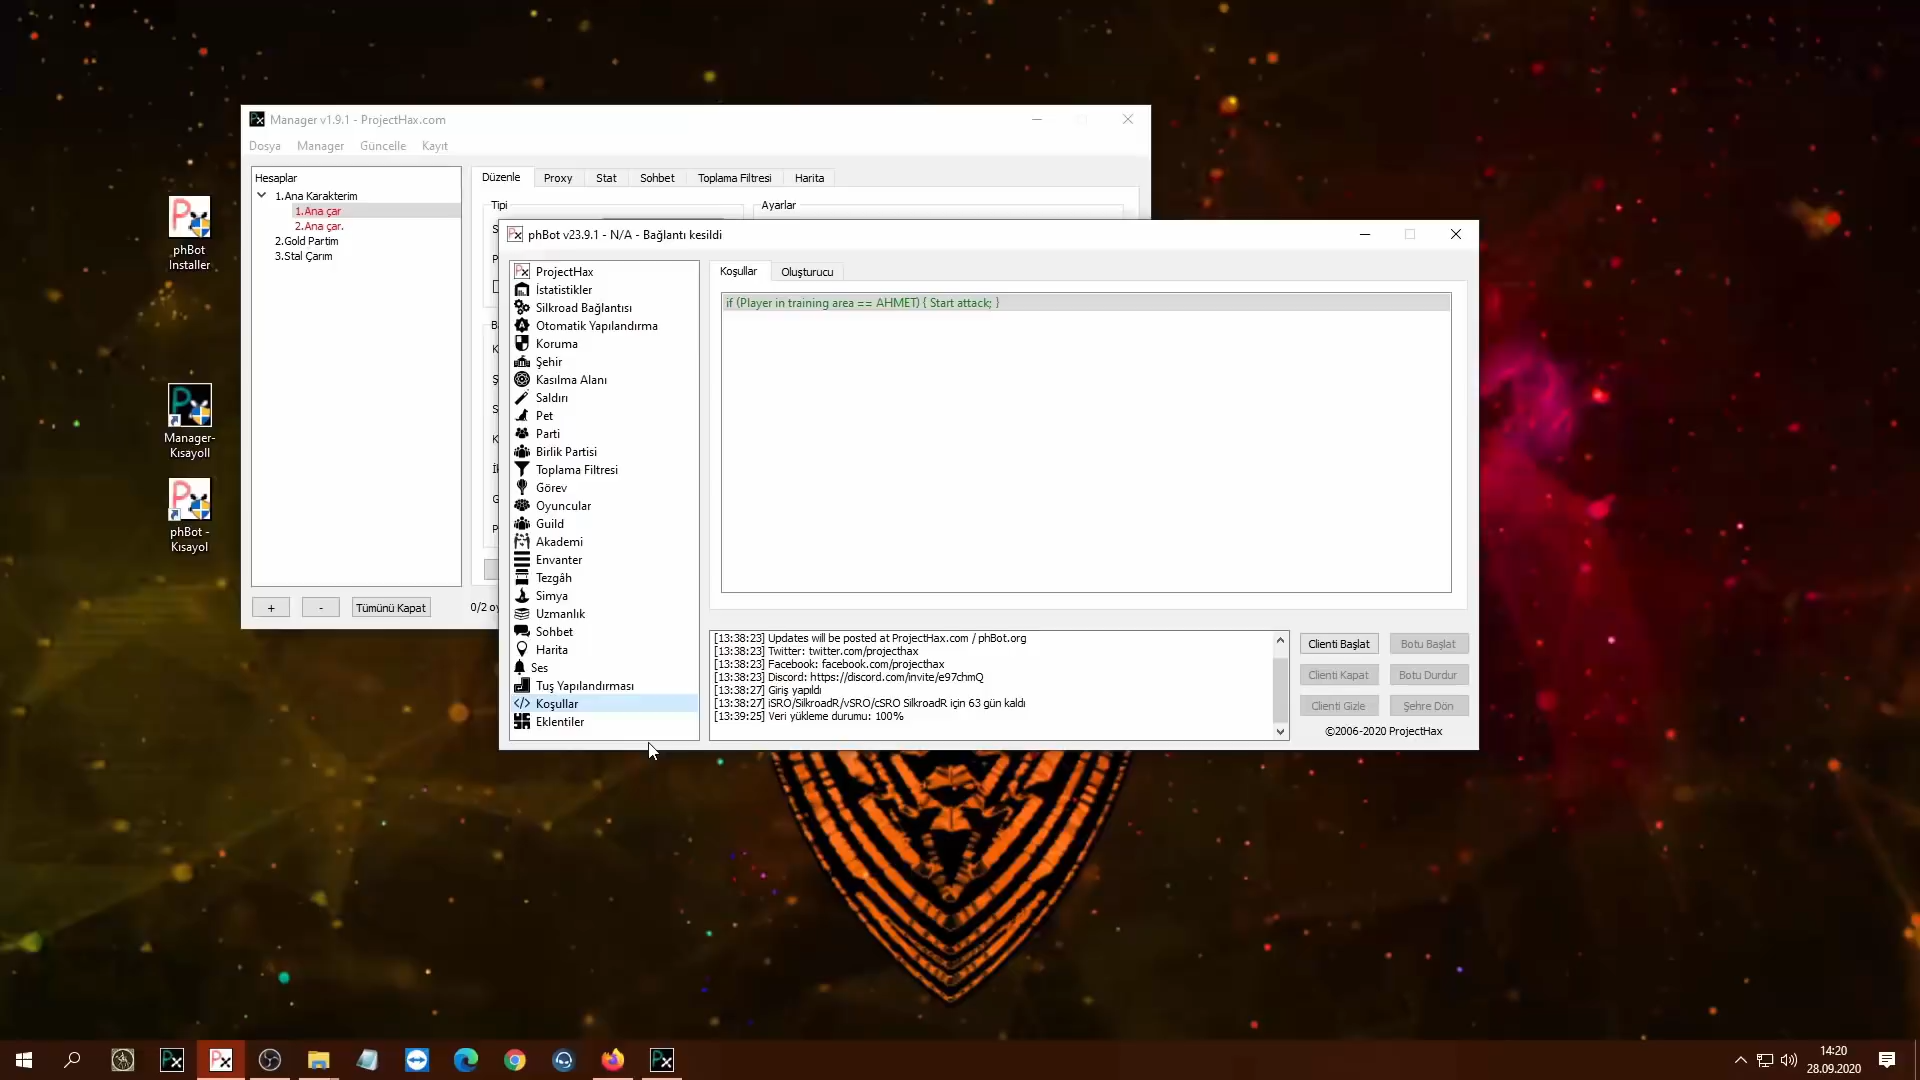 Manager v1.9.1 - ProjectHax.com
Dosya Manager Güncelle Kayıt
Hesaplar
1.Ana Karakterim
1.Ana çar
2.Ana çar.
2.Gold Partim
3.Stal Çarım
+ - Tümünü Kapat
Düzenle Proxy Stat Sohbet Toplama Filtresi Harita
Tipi
Ayarlar
0/2 oy
phBot
Installer
Manager-
Kısayoll
phBot -
Kısayol
phBot v23.9.1 - N/A - Bağlantı kesildi
ProjectHax
İstatistikler
Silkroad Bağlantısı
Otomatik Yapılandırma
Koruma
Şehir
Kasılma Alanı
Saldırı
Pet
Parti
Birlik Partisi
Toplama Filtresi
Görev
Oyuncular
Guild
Akademi
Envanter
Tezgâh
Simya
Uzmanlık
Sohbet
Harita
Ses
Tuş Yapılandırması
Koşullar
Eklentiler
Koşullar Oluşturucu
if (Player in training area == AHMET) { Start attack; }
[13:38:23] Updates will be posted at ProjectHax.com / phBot.org
[13:38:23] Twitter: twitter.com/projecthax
[13:38:23] Facebook: facebook.com/projecthax
[13:38:23] Discord: https://discord.com/invite/e97chmQ
[13:38:27] Giriş yapıldı
[13:38:27] iSRO/SilkroadR/vSRO/cSRO SilkroadR için 63 gün kaldı
[13:39:25] Veri yükleme durumu: 100%
Clienti Başlat Botu Başlat
Clienti Kapat Botu Durdur
Clienti Gizle Şehre Dön
©2006-2020 ProjectHax
14:20
28.09.2020